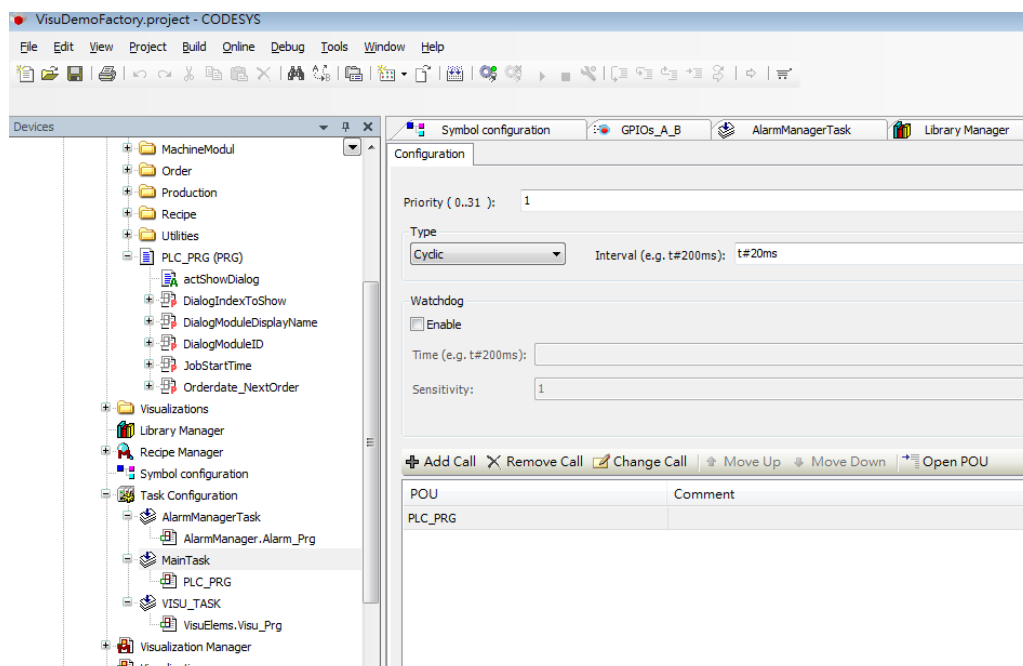 VisuDemoFactory.project - CODESYS
File Edit View Project Build Online Debug Tools Window Help
Devices
MachineModul
Order
Production
Recipe
Utilities
PLC_PRG (PRG)
actShowDialog
DialogIndexToShow
DialogModuleDisplayName
DialogModuleID
JobStartTime
Orderdate_NextOrder
Visualizations
Library Manager
Recipe Manager
Symbol configuration
Task Configuration
AlarmManagerTask
AlarmManager.Alarm_Prg
MainTask
PLC_PRG
VISU_TASK
VisuElems.Visu_Prg
Visualization Manager
Symbol configuration GPIOs_A_B AlarmManagerTask Library Manager
Configuration
Priority ( 0..31 ): 1
Type
Cyclic Interval (e.g. t#200ms): t#20ms
Watchdog
Enable
Time (e.g. t#200ms):
Sensitivity: 1
Add Call Remove Call Change Call Move Up Move Down Open POU
POU Comment
PLC_PRG